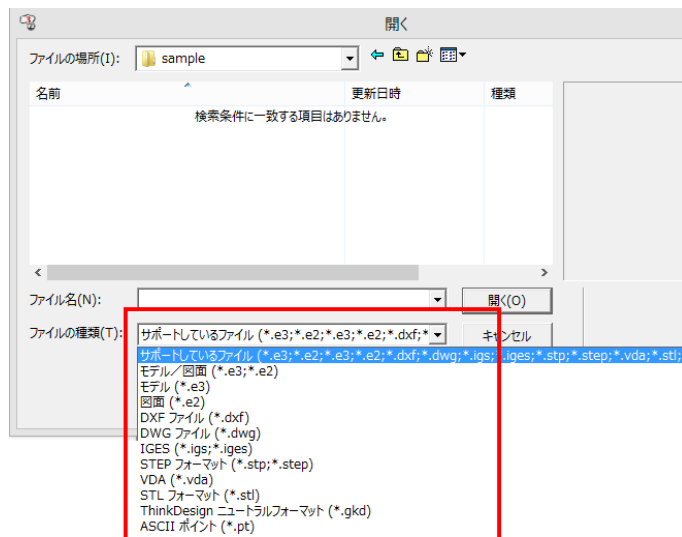 開く
ファイルの場所(I):
sample
名前
更新日時
種類
検索条件に一致する項目はありません。
ファイル名(N):
開く(O)
ファイルの種類(T):
サポートしているファイル (*.e3;*.e2;*.e3;*.e2;*.dxf;*
キャンセル
サポートしているファイル (*.e3;*.e2;*.e3;*.e2;*.dxf;*.dwg;*.igs;*.iges;*.stp;*.step;*.vda;*.stl;
モデル／図面 (*.e3;*.e2)
モデル (*.e3)
図面 (*.e2)
DXF ファイル (*.dxf)
DWG ファイル (*.dwg)
IGES (*.igs;*.iges)
STEP フォーマット (*.stp;*.step)
VDA (*.vda)
STL フォーマット (*.stl)
ThinkDesign ニュートラルフォーマット (*.gkd)
ASCII ポイント (*.pt)